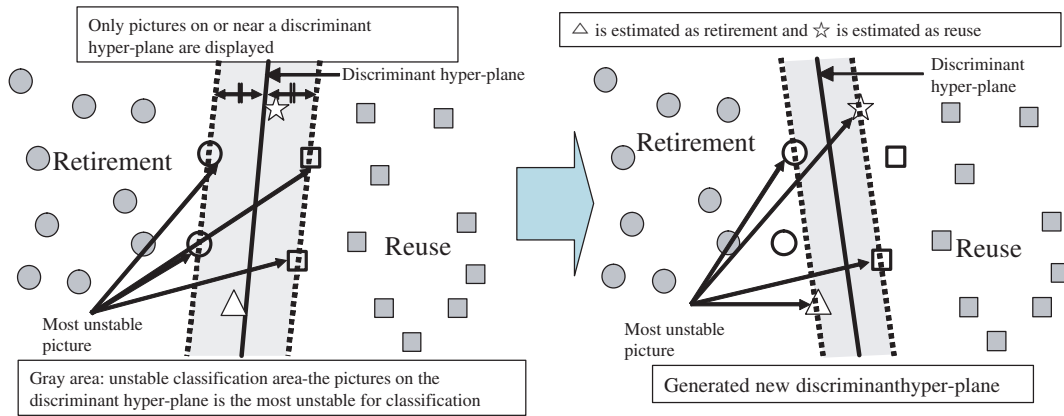 Only pictures on or near a discriminant
hyper-plane are displayed
Discriminant hyper-plane
Retirement
Reuse
Most unstable
picture
Gray area: unstable classification area-the pictures on the
discriminant hyper-plane is the most unstable for classification
△ is estimated as retirement and ☆ is estimated as reuse
Discriminant
hyper-plane
Retirement
Reuse
Most unstable
picture
Generated new discriminanthyper-plane